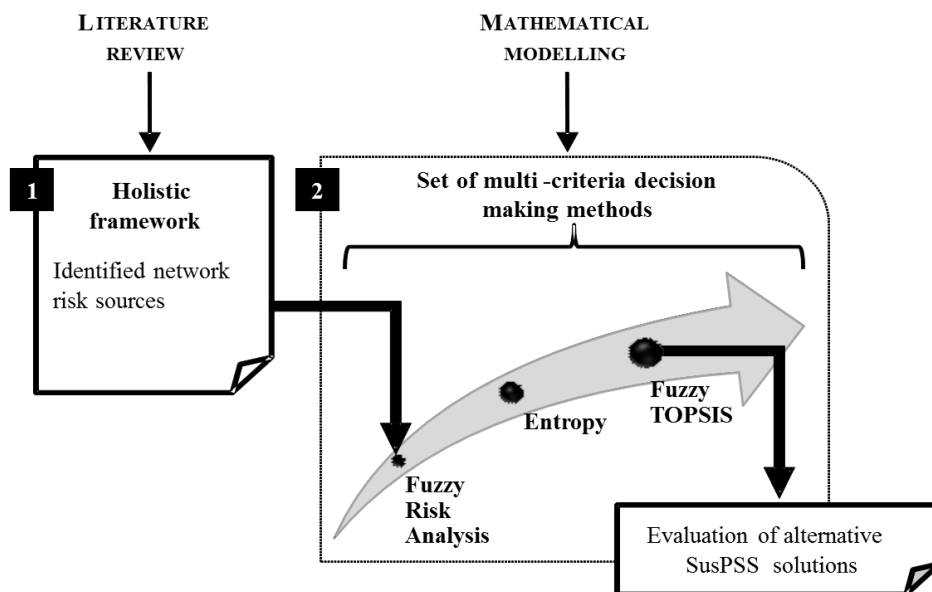 LITERATURE
REVIEW
MATHEMATICAL
MODELLING
1
Holistic
framework
Identified network
risk sources
2
Set of multi -criteria decision
making methods
Fuzzy
Risk
Analysis
Entropy
Fuzzy
TOPSIS
Evaluation of alternative
SusPSS solutions